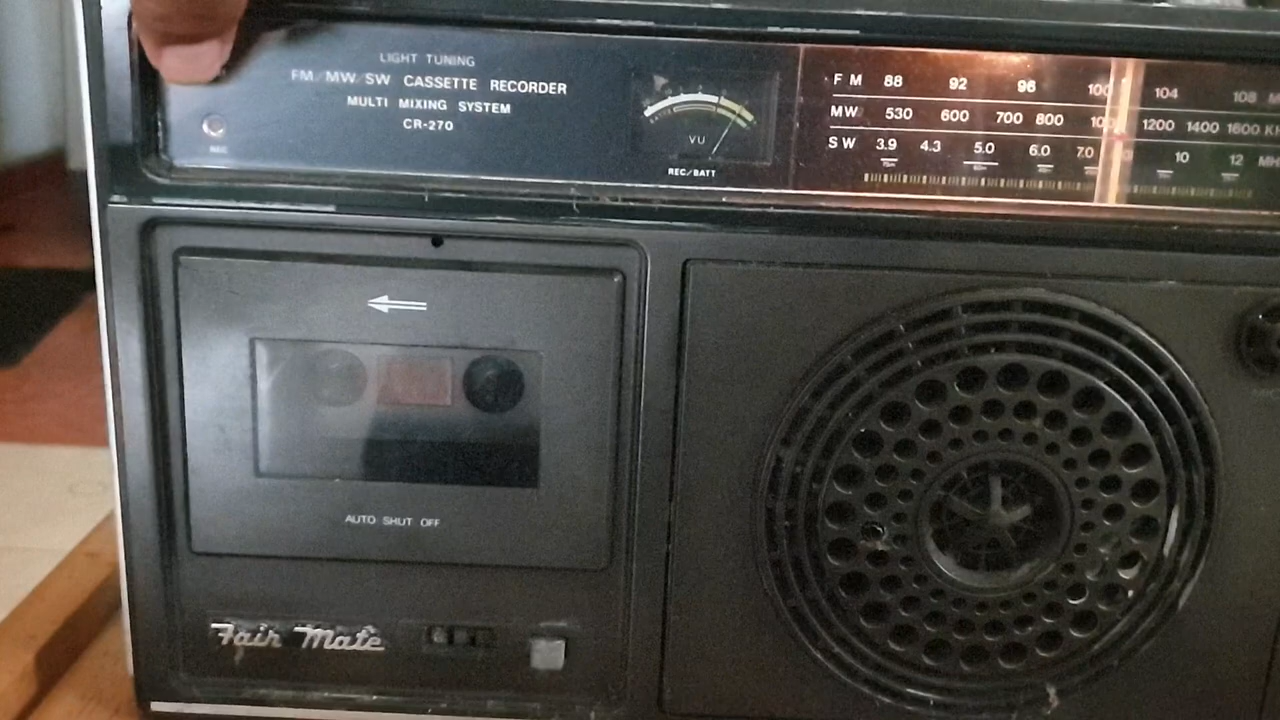 LIGHT TUNING
FM/MW/SW CASSETTE RECORDER
MULTI MIXING SYSTEM
CR-270
REC
VU
REC/BATT
FM 88 92 96 100 104 108
MW 530 600 700 800 1200 1400 1600
SW 3.9 4.3 5.0 6.0 7.0 10 12
AUTO SHUT OFF
Fair Mate